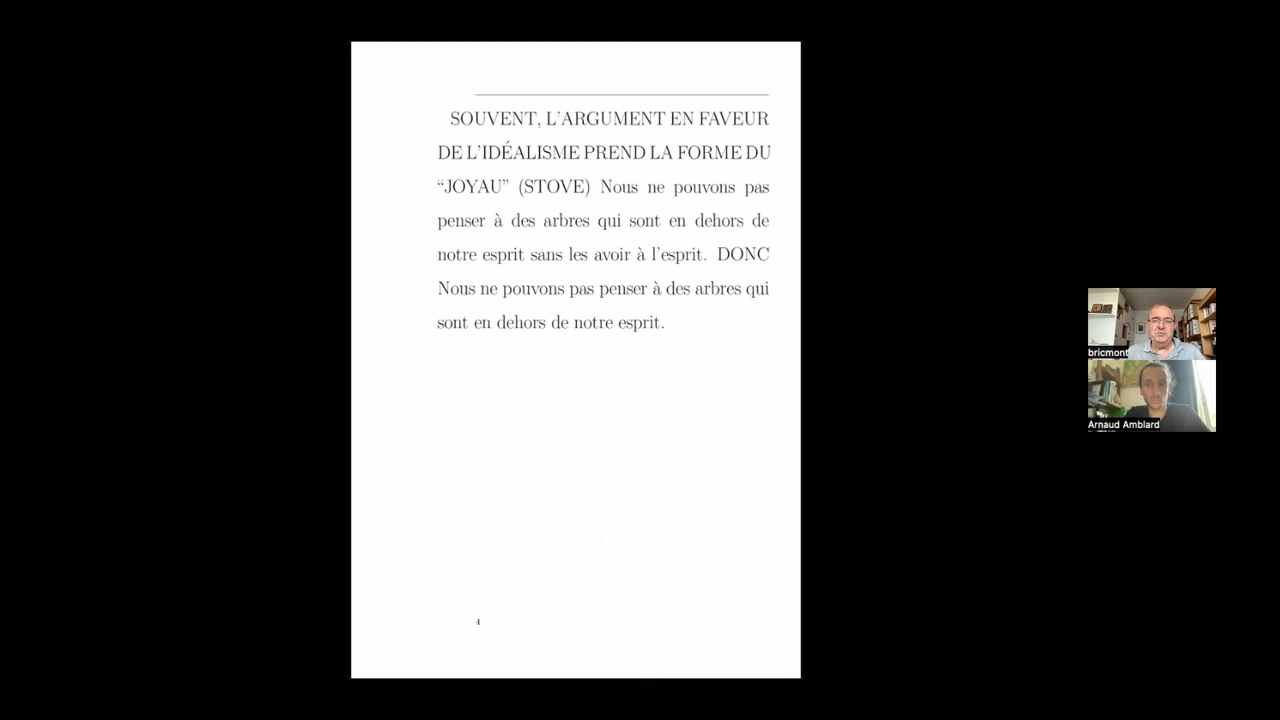 SOUVENT, L'ARGUMENT EN FAVEUR
DE L'IDÉALISME PREND LA FORME DU
“JOYAU” (STOVE) Nous ne pouvons pas
penser à des arbres qui sont en dehors de
notre esprit sans les avoir à l'esprit. DONC
Nous ne pouvons pas penser à des arbres qui
sont en dehors de notre esprit.
4
bricmont
Arnaud Amblard